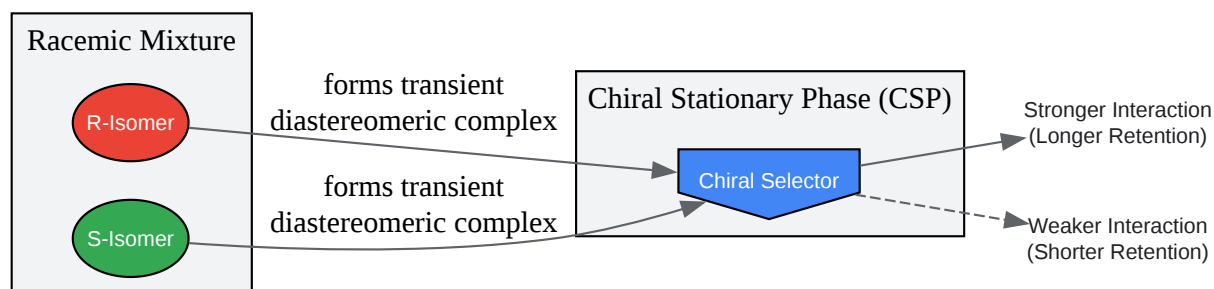 Racemic Mixture
R-Isomer
S-Isomer
forms transient
diastereomeric complex
forms transient
diastereomeric complex
Chiral Stationary Phase (CSP)
Chiral Selector
Stronger Interaction
(Longer Retention)
Weaker Interaction
(Shorter Retention)